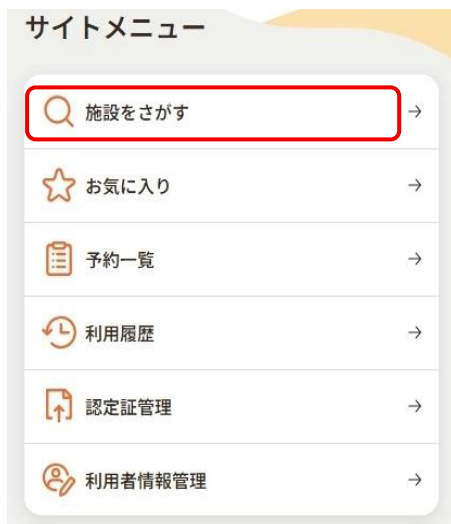 サイトメニュー
施設をさがす
お気に入り
予約一覧
利用履歴
認定証管理
利用者情報管理